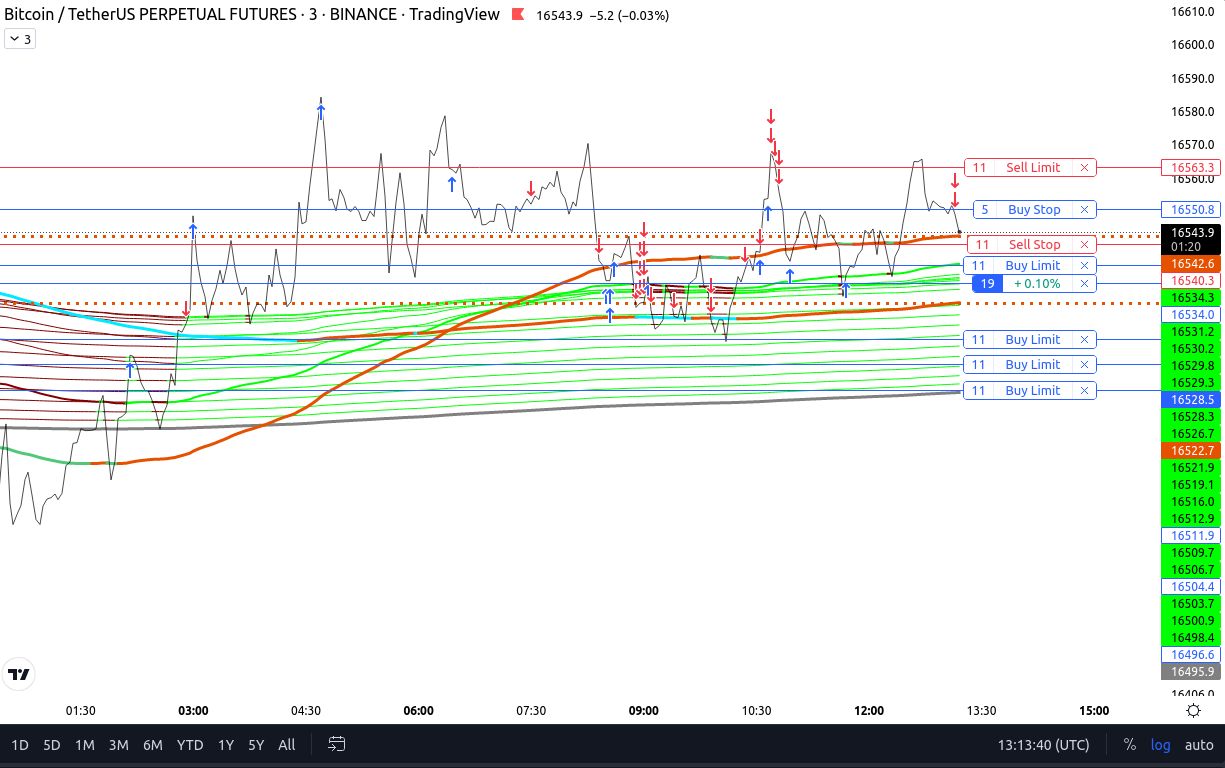 Bitcoin / TetherUS PERPETUAL FUTURES · 3 · BINANCE · TradingView 16543.9 −5.2 (−0.03%)
3
16610.0
16600.0
16590.0
16580.0
16570.0
11 Sell Limit × 16563.3
16560.0
5 Buy Stop × 16550.8
16543.9
01:20
11 Sell Stop ×
11 Buy Limit × 16542.6
19 + 0.10% 16540.3
16534.3
16534.0
16531.2
11 Buy Limit ×
16530.2
11 Buy Limit × 16529.8
16529.3
11 Buy Limit ×
16528.5
16528.3
16526.7
16522.7
16521.9
16519.1
16516.0
16512.9
16511.9
16509.7
16506.7
16504.4
16503.7
16500.9
16498.4
16496.6
16495.9
01:30 03:00 04:30 06:00 07:30 09:00 10:30 12:00 13:30 15:00
1D 5D 1M 3M 6M YTD 1Y 5Y All 13:13:40 (UTC) % log auto